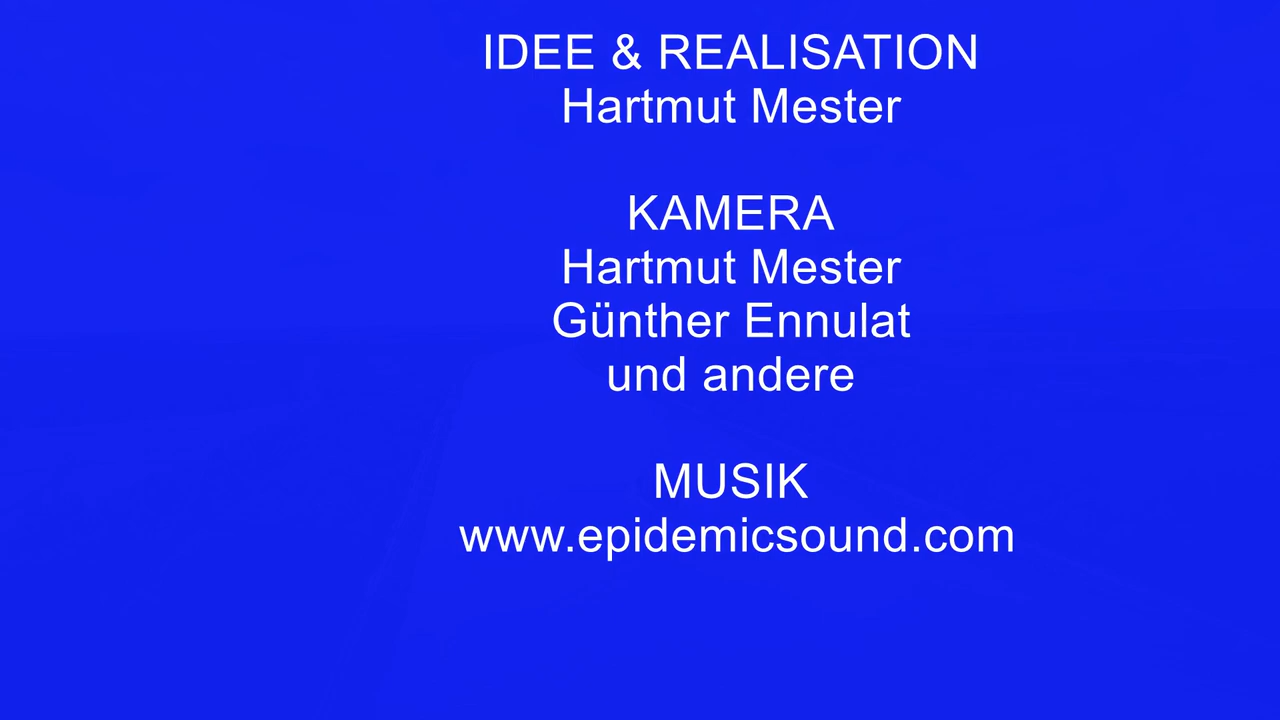 IDEE & REALISATION
Hartmut Mester
KAMERA
Hartmut Mester
Günther Ennulat
und andere
MUSIK
www.epidemicsound.com